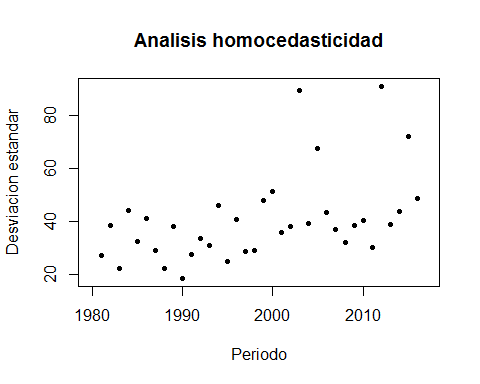 Analisis homocedasticidad
Desviacion estandar
80
60
40
20
1980 1990 2000 2010
Periodo